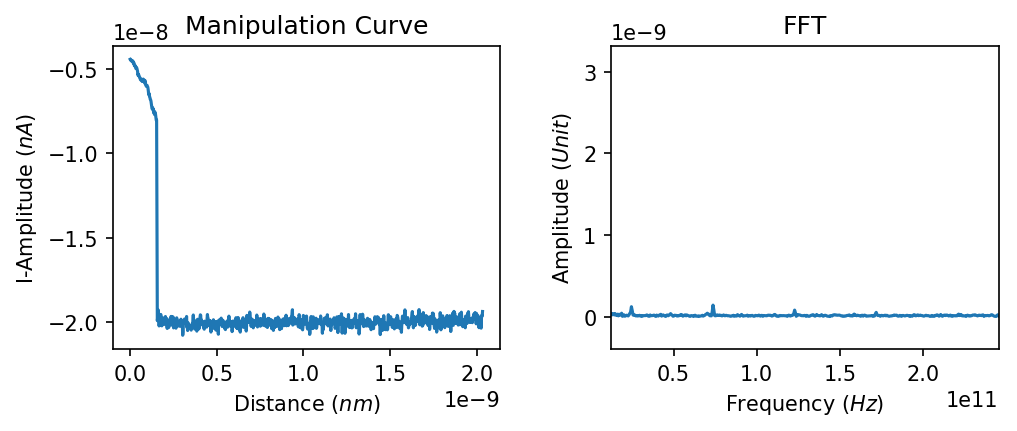 Manipulation Curve
1e−8
−0.5
−1.0
−1.5
−2.0
I-Amplitude (nA)
0.0 0.5 1.0 1.5 2.0
1e−9
Distance (nm)
FFT
1e−9
3
2
1
0
Amplitude (Unit)
0.5 1.0 1.5 2.0
1e11
Frequency (Hz)